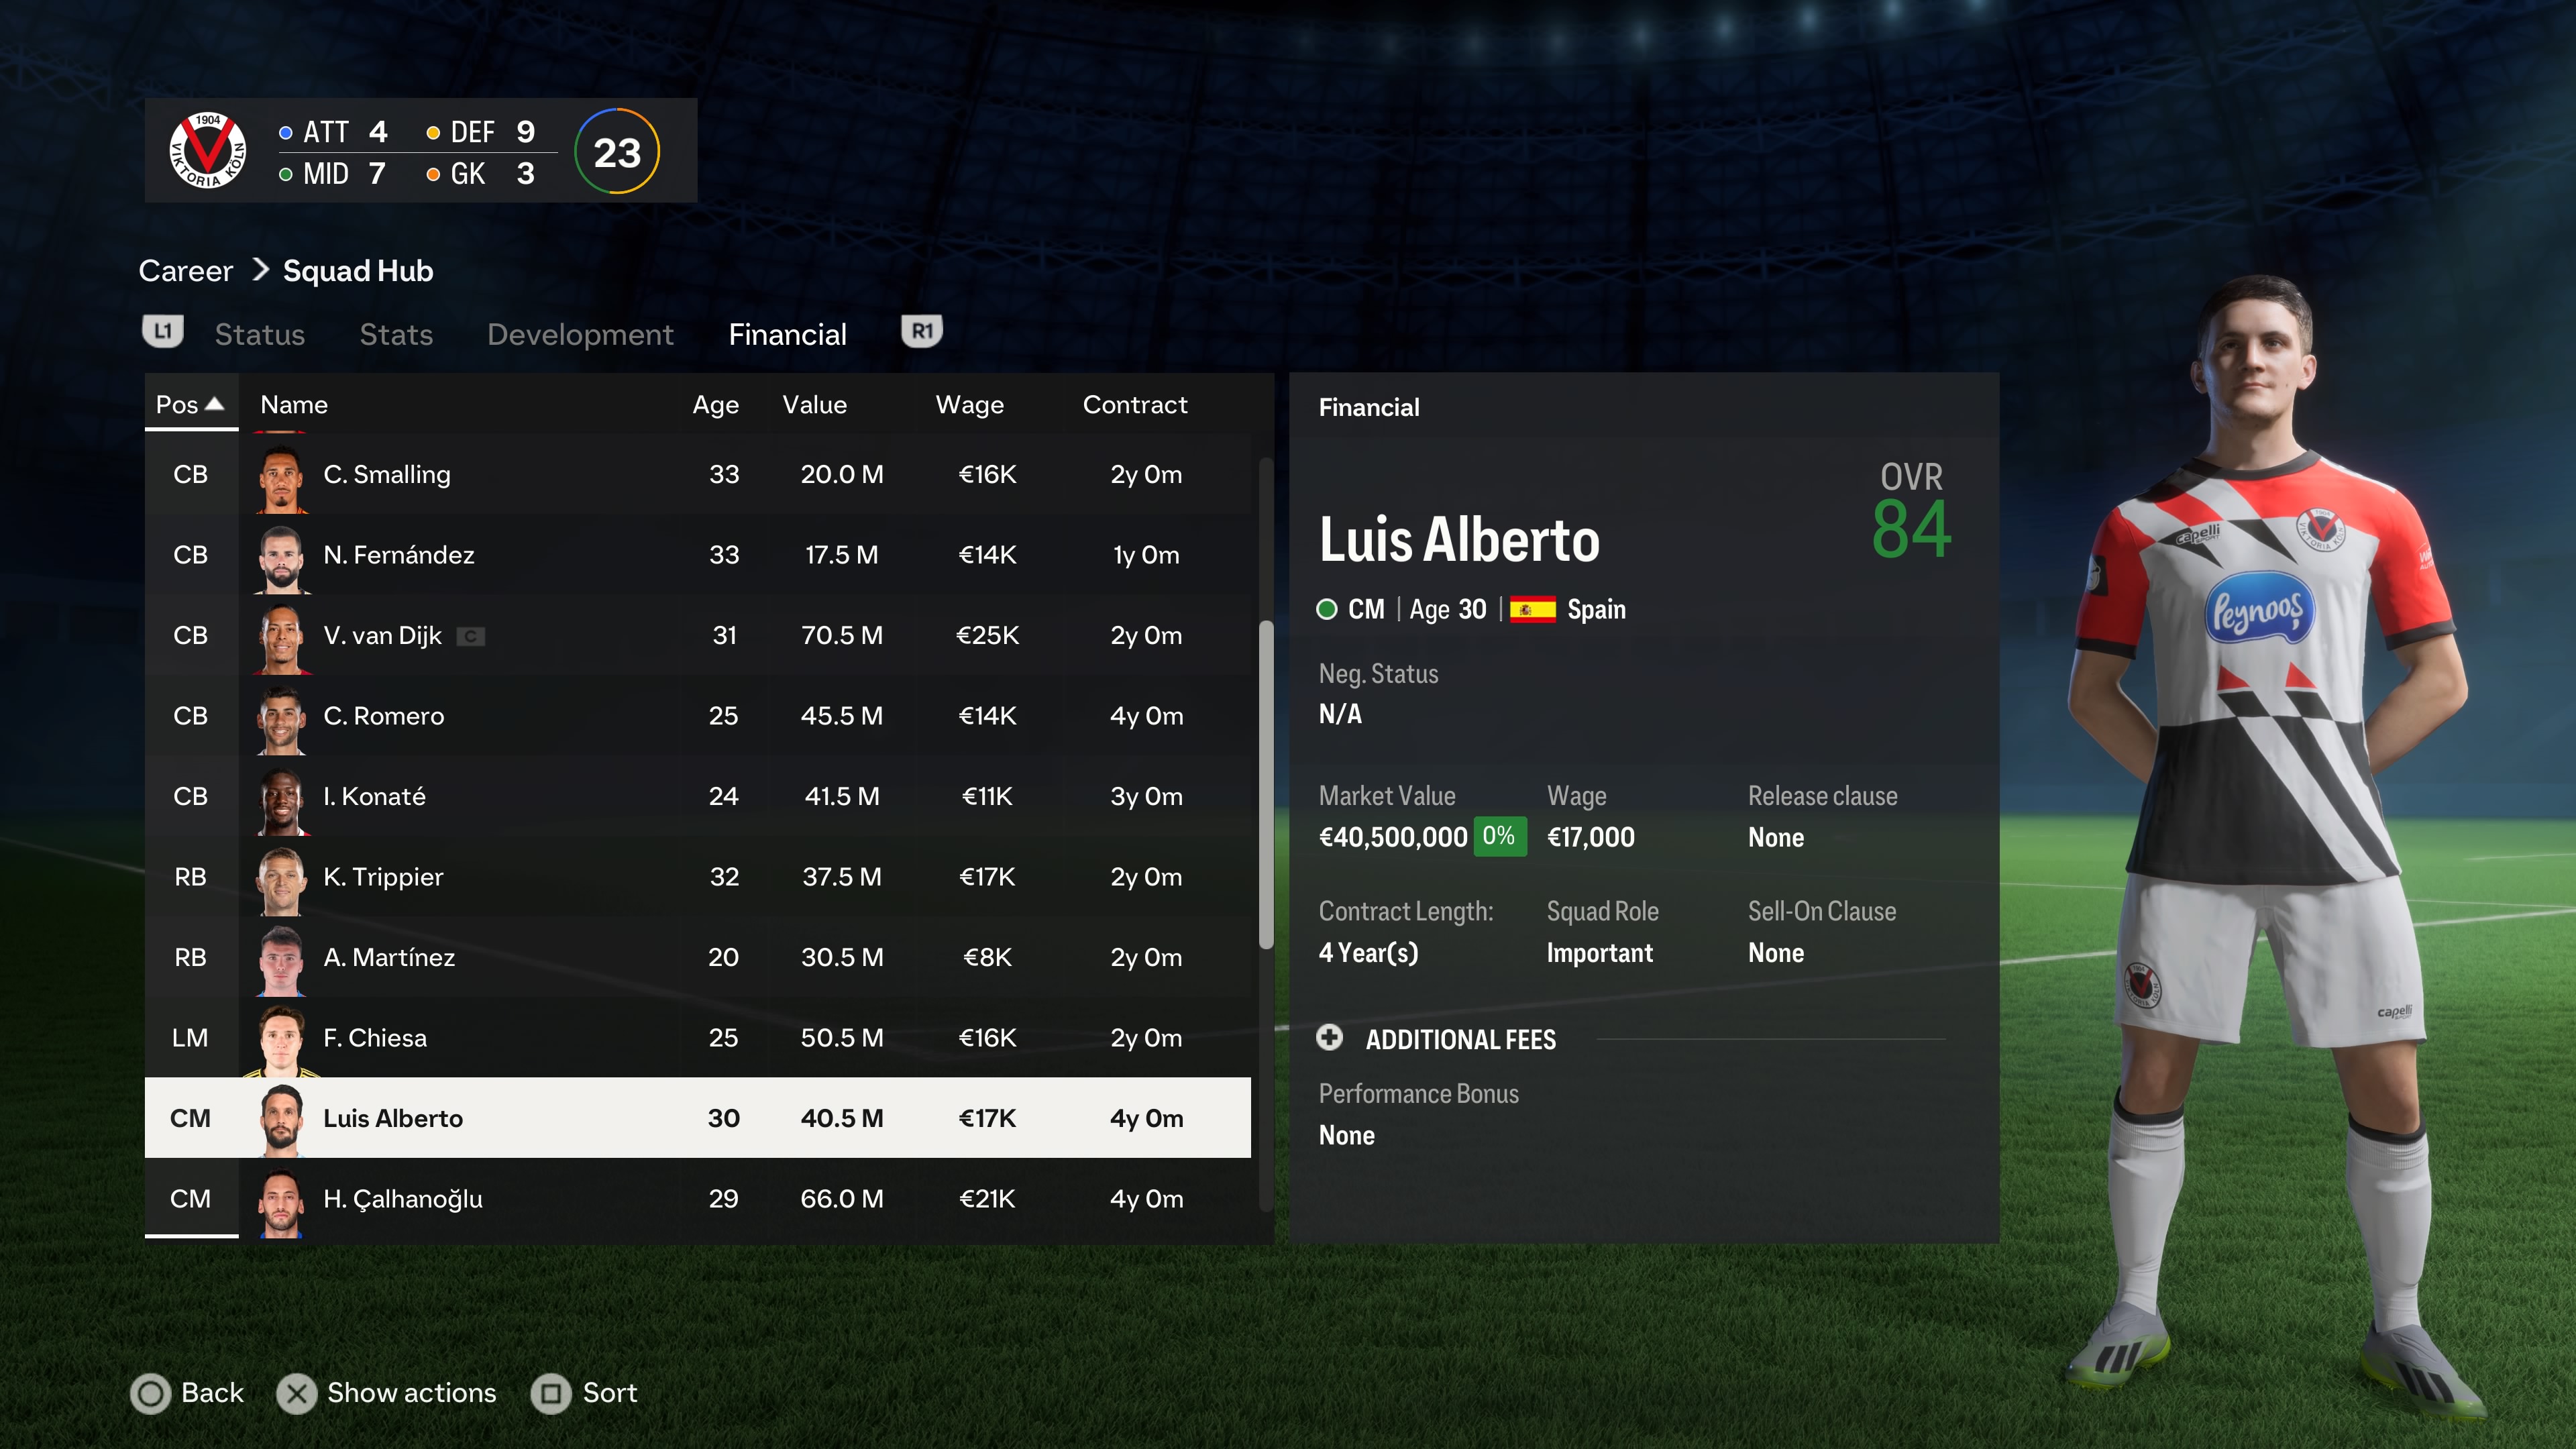 1904
VIKTORIA KÖLN
ATT 4 DEF 9
MID 7 GK 3
23
Career > Squad Hub
L1 Status Stats Development Financial R1
Pos Name Age Value Wage Contract
CB C. Smalling 33 20.0 M €16K 2y 0m
CB N. Fernández 33 17.5 M €14K 1y 0m
CB V. van Dijk C 31 70.5 M €25K 2y 0m
CB C. Romero 25 45.5 M €14K 4y 0m
CB I. Konaté 24 41.5 M €11K 3y 0m
RB K. Trippier 32 37.5 M €17K 2y 0m
RB A. Martínez 20 30.5 M €8K 2y 0m
LM F. Chiesa 25 50.5 M €16K 2y 0m
CM Luis Alberto 30 40.5 M €17K 4y 0m
CM H. Çalhanoğlu 29 66.0 M €21K 4y 0m
Financial
OVR
84
Luis Alberto
CM | Age 30 | Spain
Neg. Status
N/A
Market Value Wage Release clause
€40,500,000 0% €17,000 None
Contract Length: Squad Role Sell-On Clause
4 Year(s) Important None
ADDITIONAL FEES
Performance Bonus
None
capelli
SPORT
VIKTORIA KÖLN
Peynoos
1904
VIKTORIA KÖLN
capelli
Back Show actions Sort